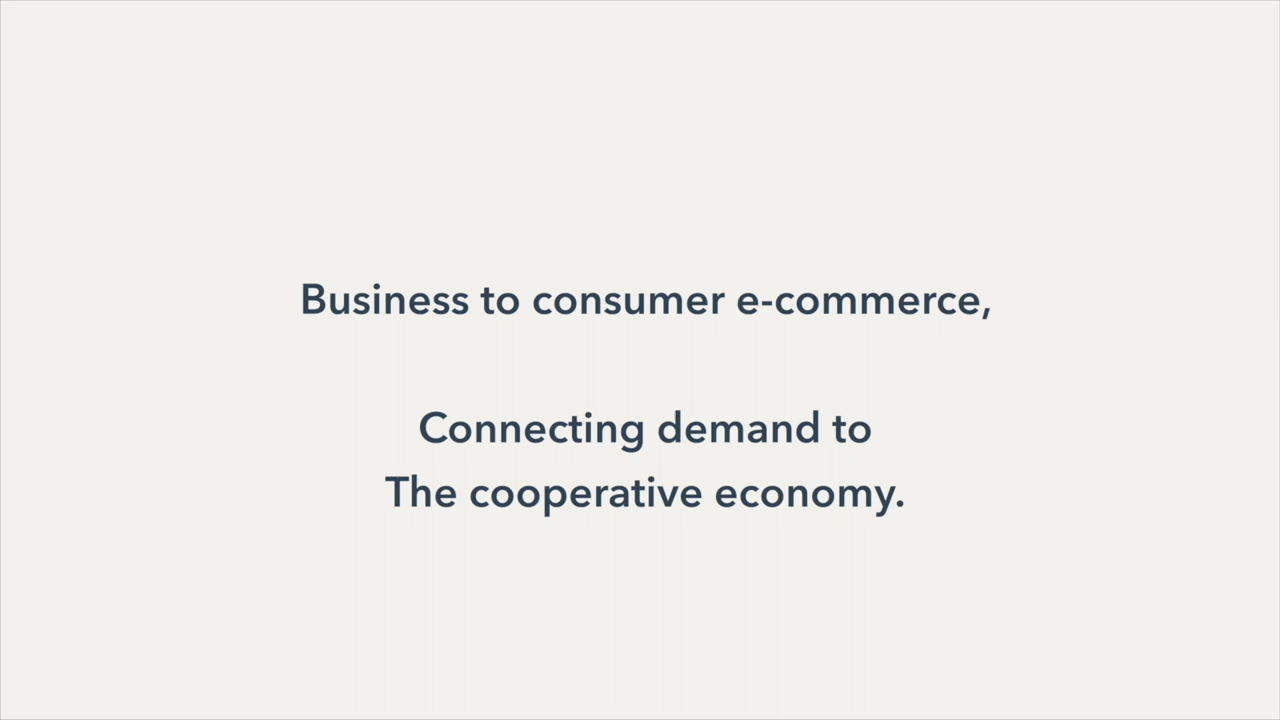 Business to consumer e-commerce,
Connecting demand to
The cooperative economy.